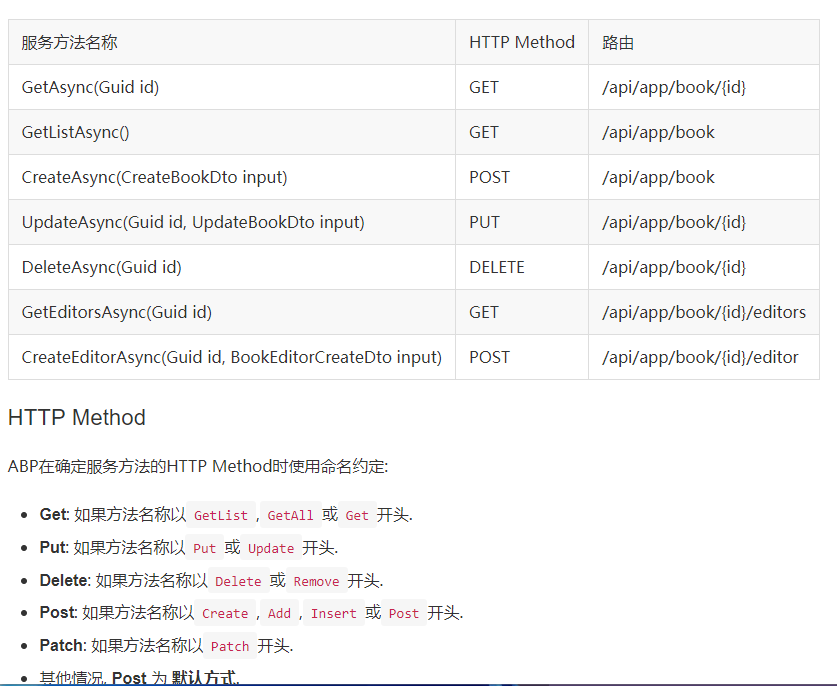 服务方法名称 HTTP Method 路由
GetAsync(Guid id) GET /api/app/book/{id}
GetListAsync() GET /api/app/book
CreateAsync(CreateBookDto input) POST /api/app/book
UpdateAsync(Guid id, UpdateBookDto input) PUT /api/app/book/{id}
DeleteAsync(Guid id) DELETE /api/app/book/{id}
GetEditorsAsync(Guid id) GET /api/app/book/{id}/editors
CreateEditorAsync(Guid id, BookEditorCreateDto input) POST /api/app/book/{id}/editor
HTTP Method
ABP在确定服务方法的HTTP Method时使用命名约定:
• Get: 如果方法名称以 GetList , GetAll 或 Get 开头.
• Put: 如果方法名称以 Put 或 Update 开头.
• Delete: 如果方法名称以 Delete 或 Remove 开头.
• Post: 如果方法名称以 Create , Add , Insert 或 Post 开头.
• Patch: 如果方法名称以 Patch 开头.
• 其他情况, Post 为 默认方式.